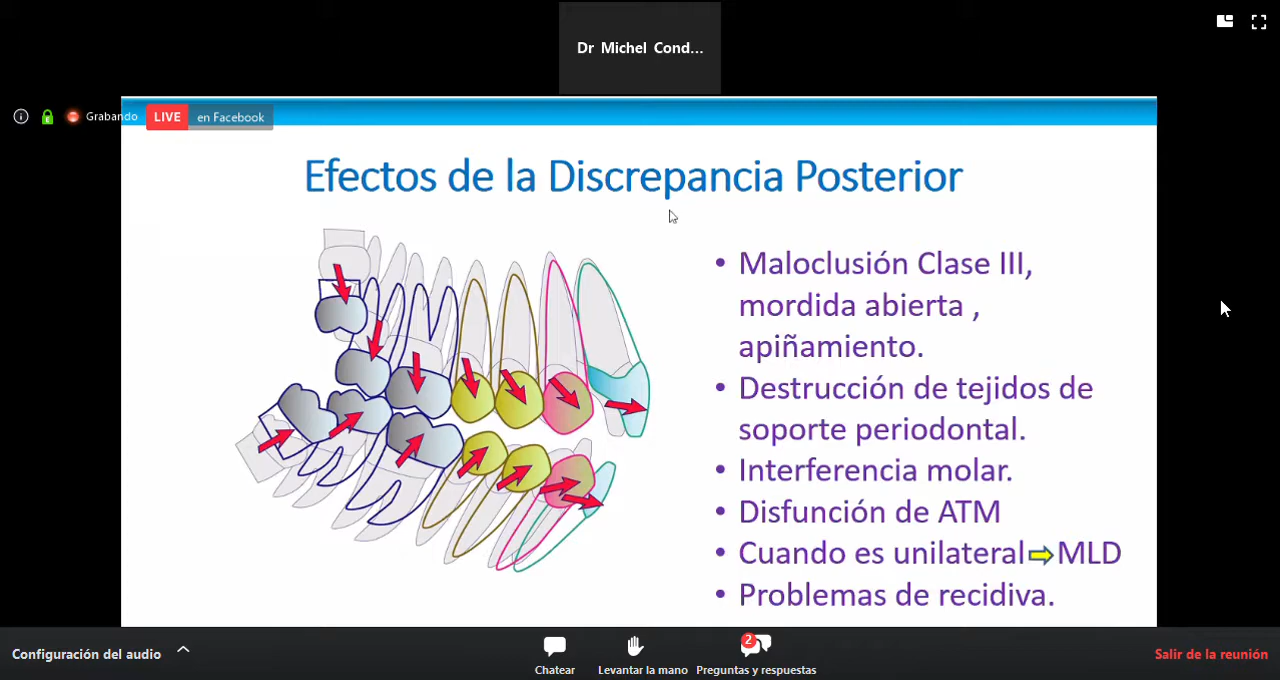 Dr Michel Cond...
Grabando
LIVE en Facebook
Efectos de la Discrepancia Posterior
• Maloclusión Clase III,
mordida abierta ,
apiñamiento.
• Destrucción de tejidos de
soporte periodontal.
• Interferencia molar.
• Disfunción de ATM
• Cuando es unilateral MLD
• Problemas de recidiva.
Configuración del audio
2
Chatear
Levantar la mano
Preguntas y respuestas
Salir de la reunión